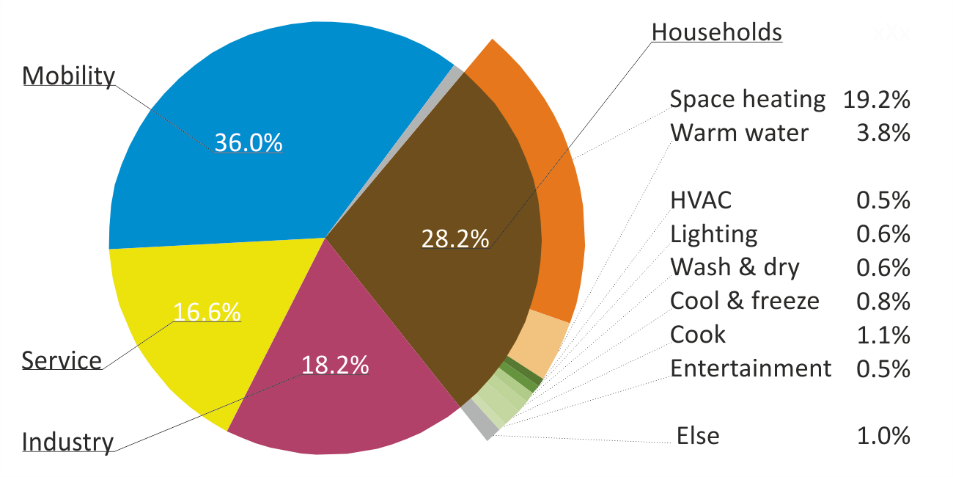 Households
Mobility
Space heating 19.2%
Warm water 3.8%
36.0%
HVAC 0.5%
Lighting 0.6%
28.2%
Wash & dry 0.6%
Cool & freeze 0.8%
16.6%
Cook 1.1%
Service
18.2%
Entertainment 0.5%
Industry
Else 1.0%